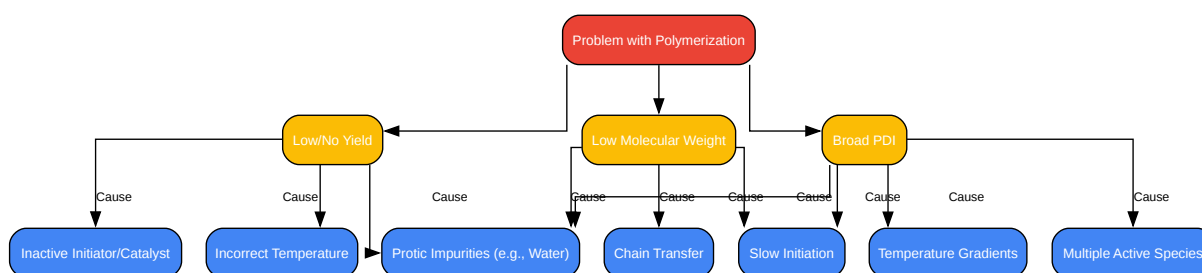 Problem with Polymerization
Low/No Yield
Low Molecular Weight
Broad PDI
Cause
Cause
Cause
Cause
Cause
Cause
Cause
Cause
Cause
Cause
Inactive Initiator/Catalyst
Incorrect Temperature
Protic Impurities (e.g., Water)
Chain Transfer
Slow Initiation
Temperature Gradients
Multiple Active Species